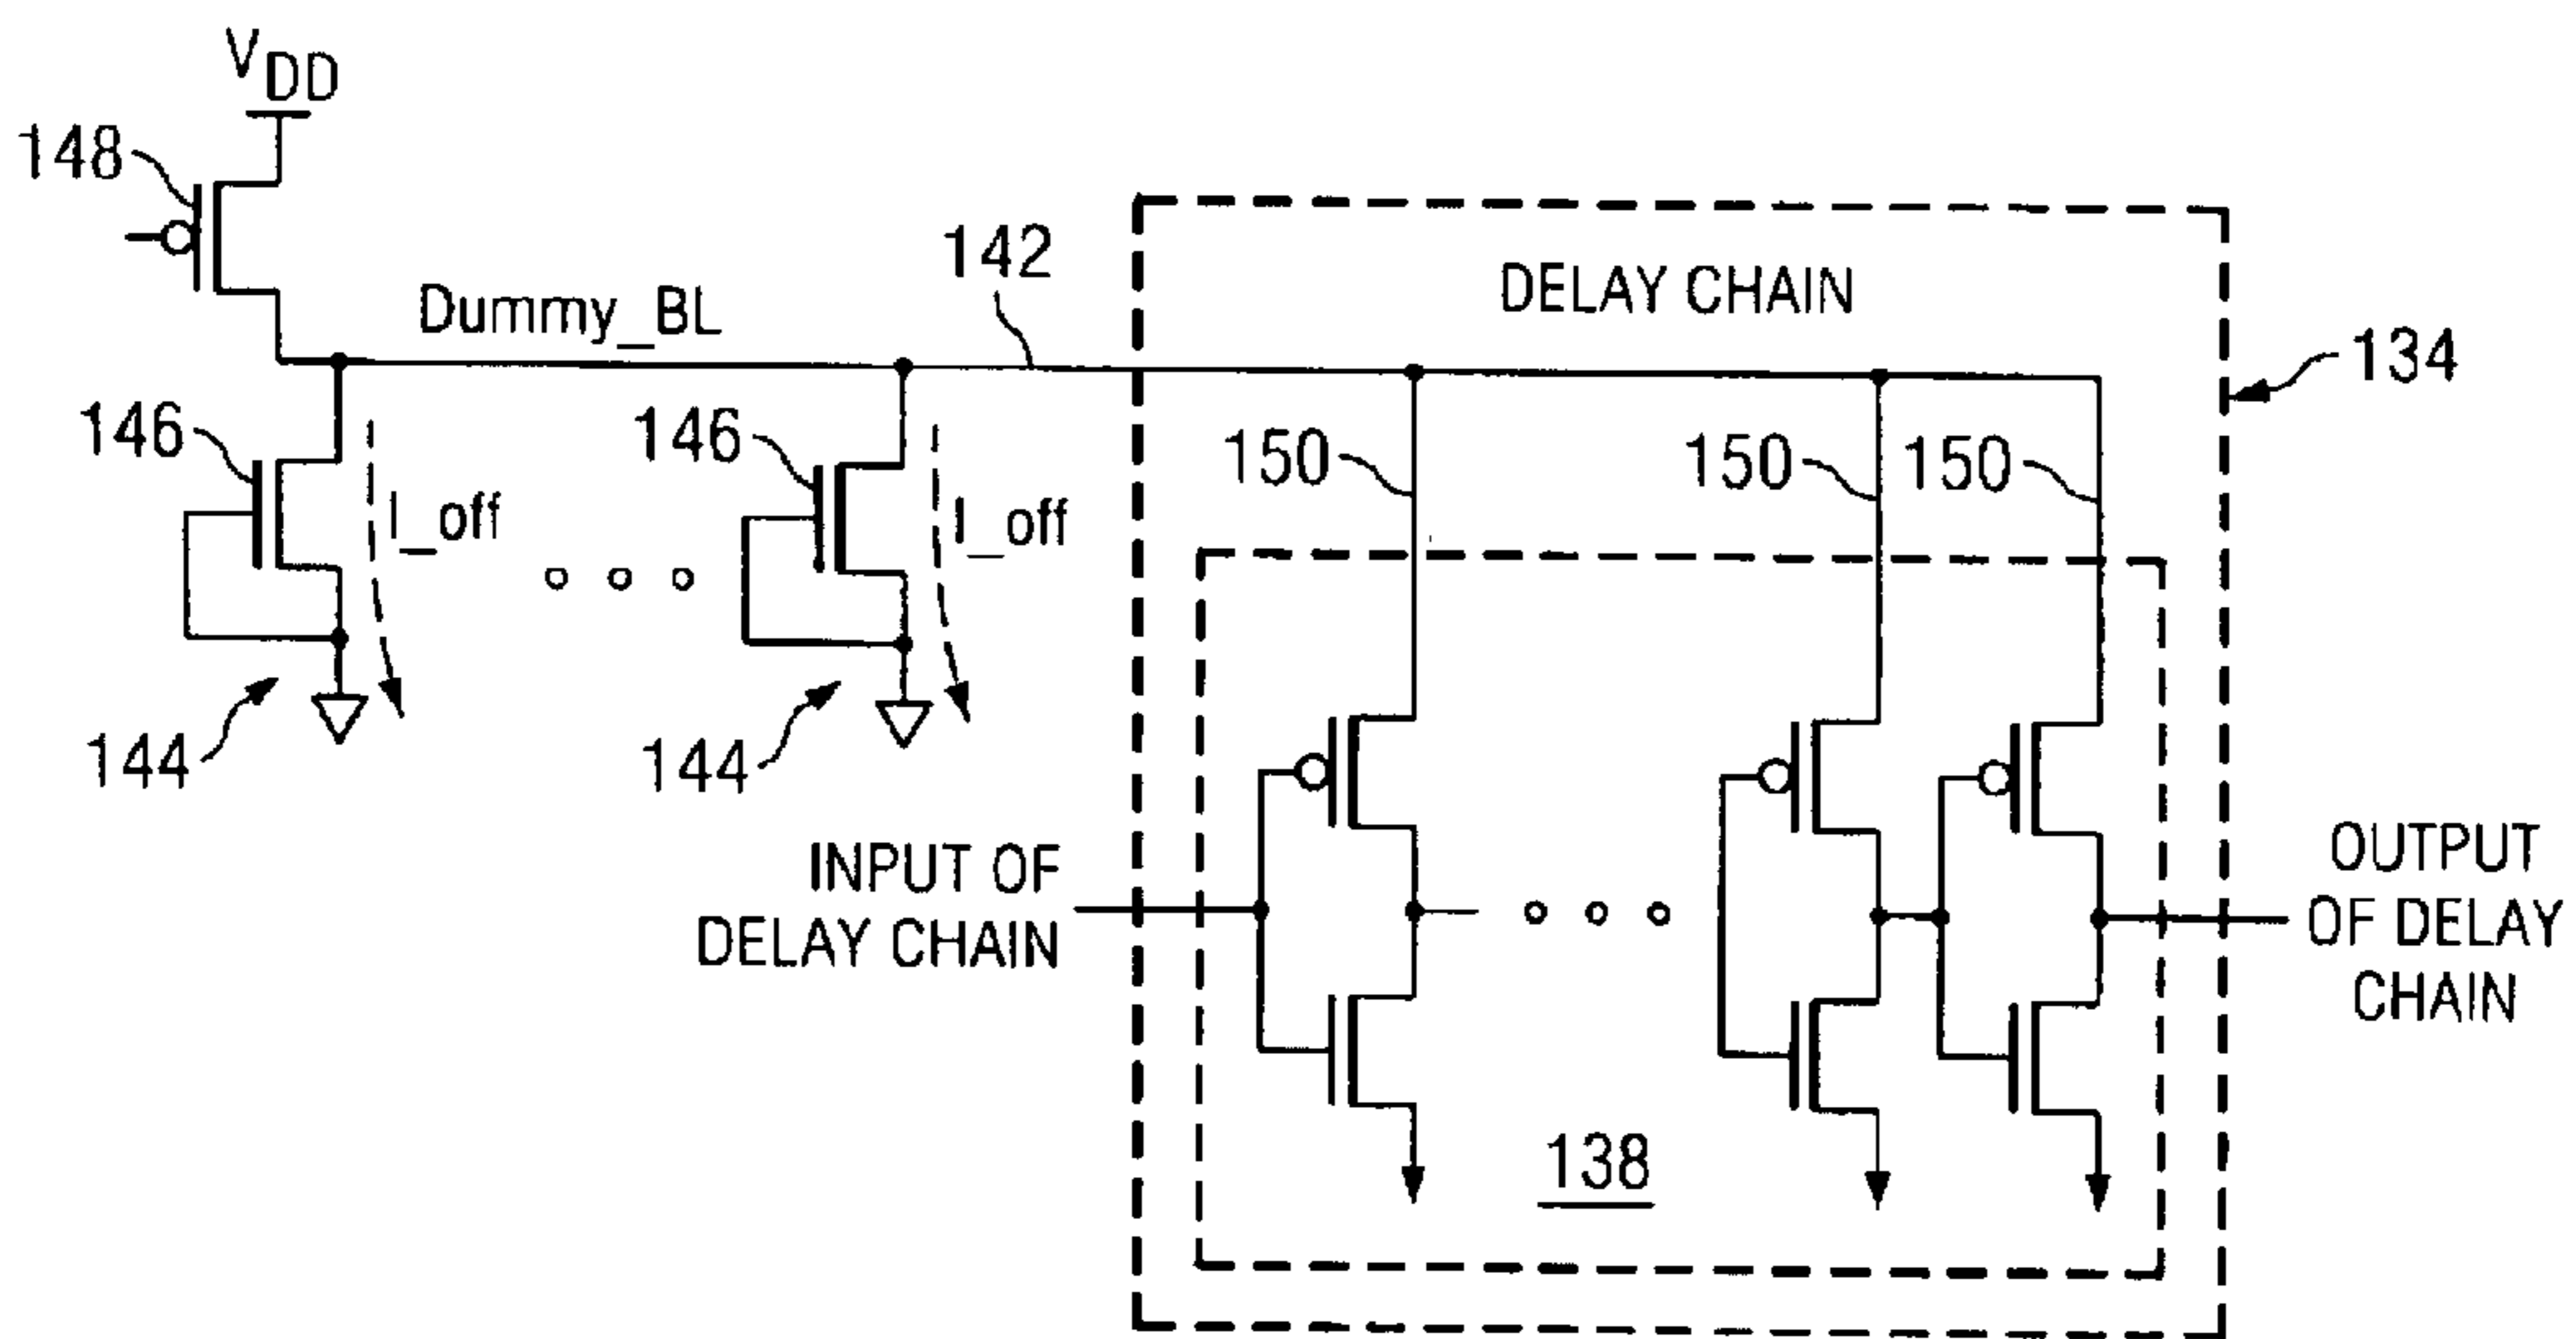 VDD
148
Dummy_BL
142
DELAY CHAIN
134
146
I_off
146
I_off
150
150
150
144
144
INPUT OF
DELAY CHAIN
OUTPUT
OF DELAY
CHAIN
138